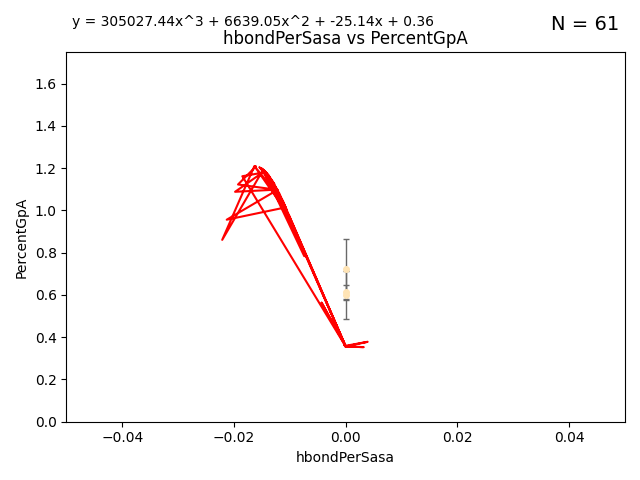 y = 305027.44x^3 + 6639.05x^2 + -25.14x + 0.36
N = 61
hbondPerSasa vs PercentGpA
1.6
1.4
1.2
1.0
0.8
0.6
0.4
0.2
0.0
PercentGpA
−0.04 −0.02 0.00 0.02 0.04
hbondPerSasa